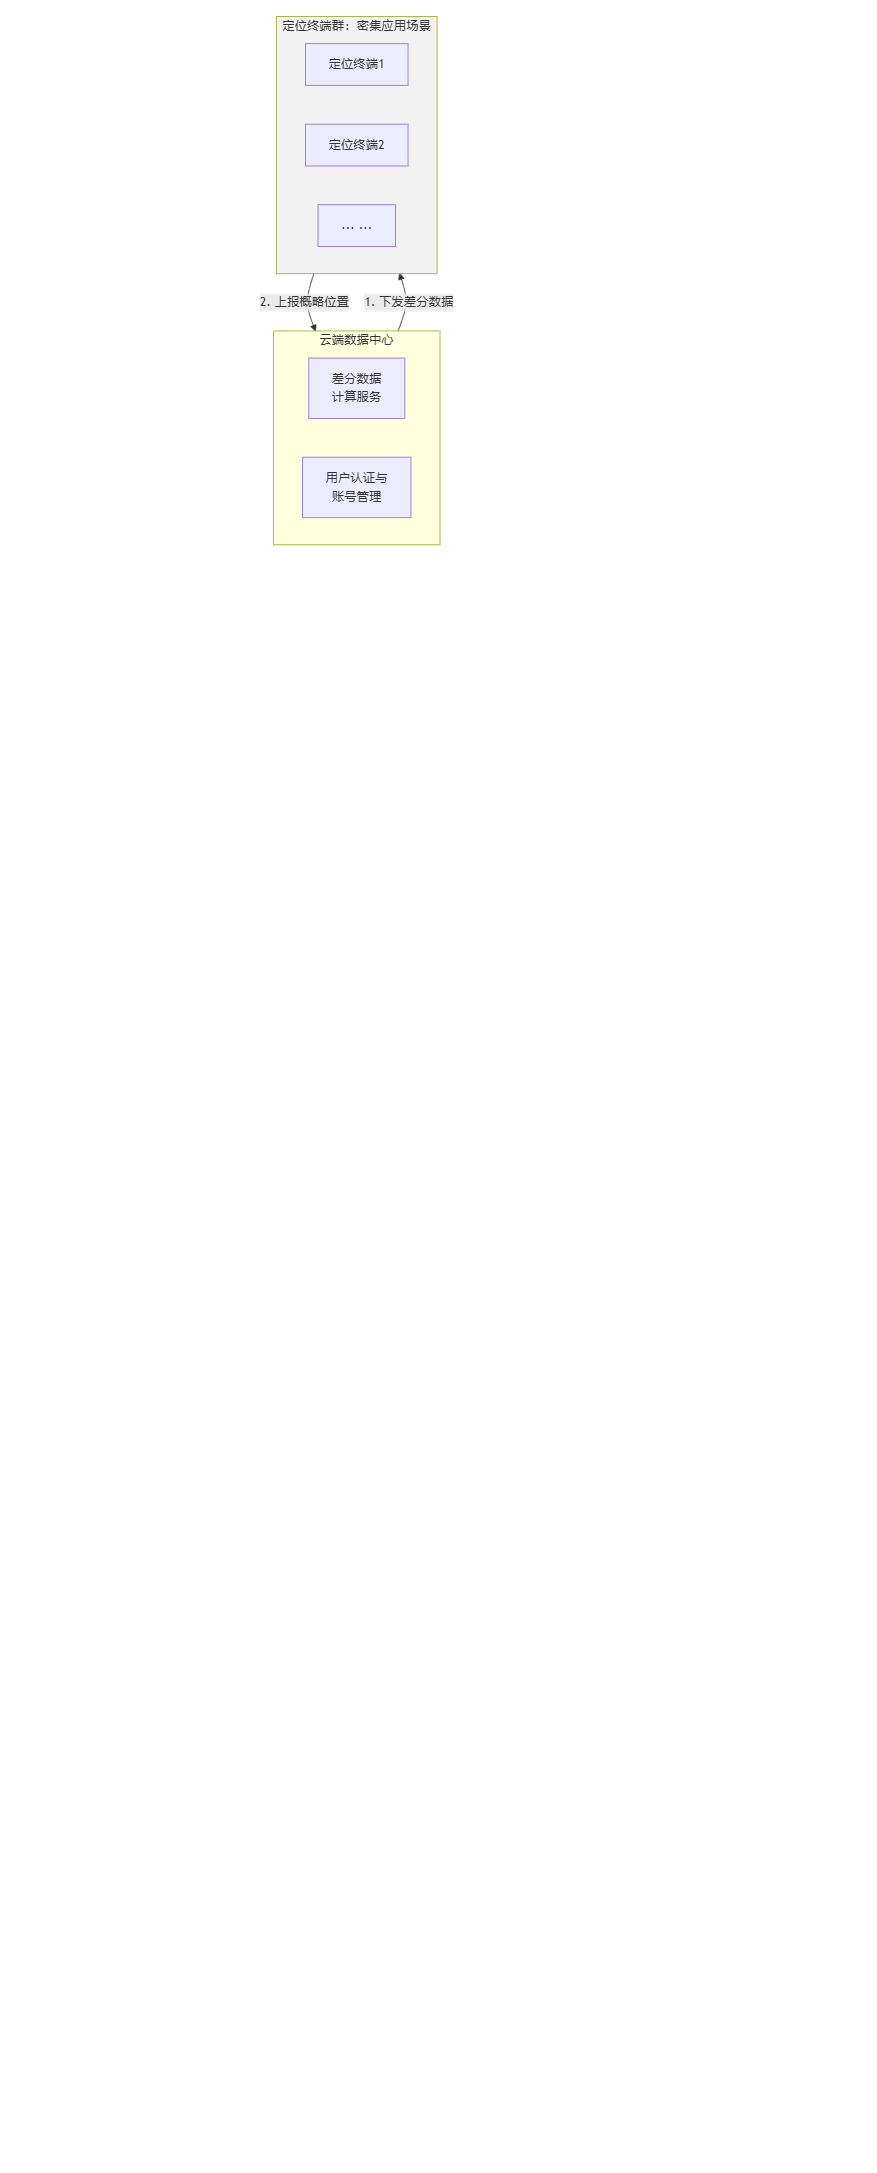 定位终端群：密集应用场景
定位终端1
定位终端2
... ...
2. 上报概略位置
1. 下发差分数据
云端数据中心
差分数据
计算服务
用户认证与
账号管理